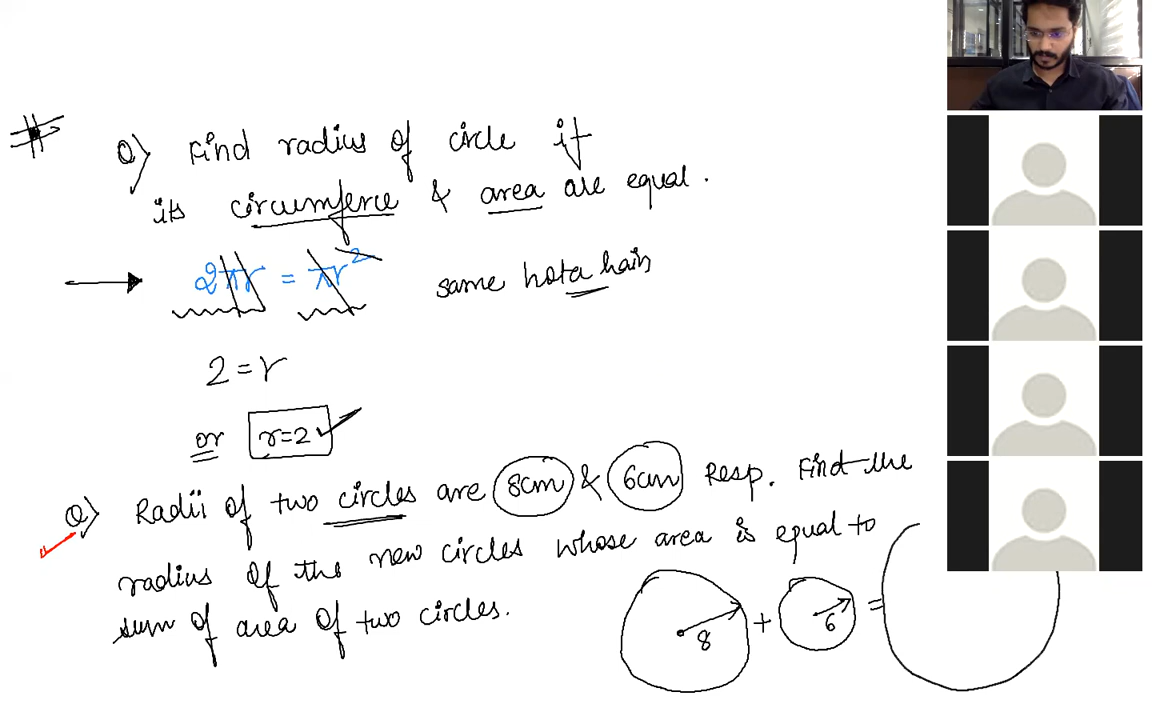 Q) Find radius of circle if
its circumferce & area are equal.
2πr = πr² same hota hain
2=r
or r=2
Q) Radii of two circles are 8cm & 6cm Resp. Find the
radius of the new circles whose area is equal to
sum of area of two circles.
8 + 6 =